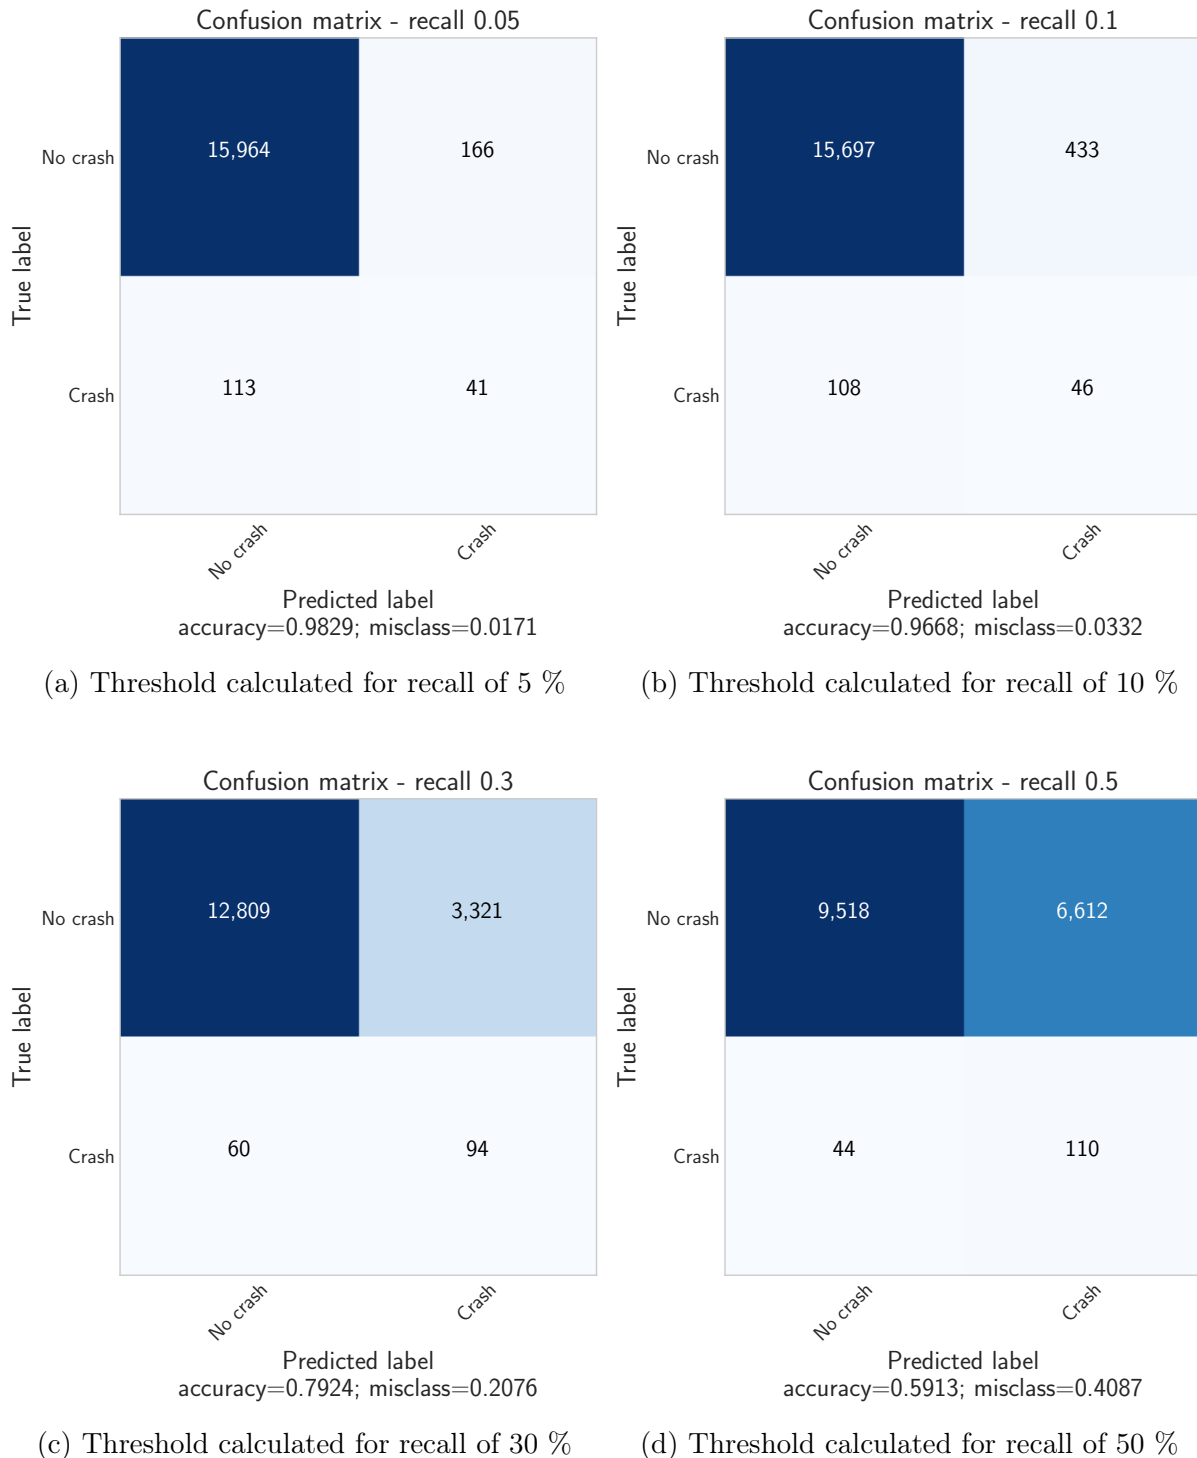 Confusion matrix - recall 0.05
True label
No crash
15,964
166
Crash
113
41
No crash
Crash
Predicted label
accuracy=0.9829; misclass=0.0171
(a) Threshold calculated for recall of 5 %
Confusion matrix - recall 0.1
True label
No crash
15,697
433
Crash
108
46
No crash
Crash
Predicted label
accuracy=0.9668; misclass=0.0332
(b) Threshold calculated for recall of 10 %
Confusion matrix - recall 0.3
True label
No crash
12,809
3,321
Crash
60
94
No crash
Crash
Predicted label
accuracy=0.7924; misclass=0.2076
(c) Threshold calculated for recall of 30 %
Confusion matrix - recall 0.5
True label
No crash
9,518
6,612
Crash
44
110
No crash
Crash
Predicted label
accuracy=0.5913; misclass=0.4087
(d) Threshold calculated for recall of 50 %